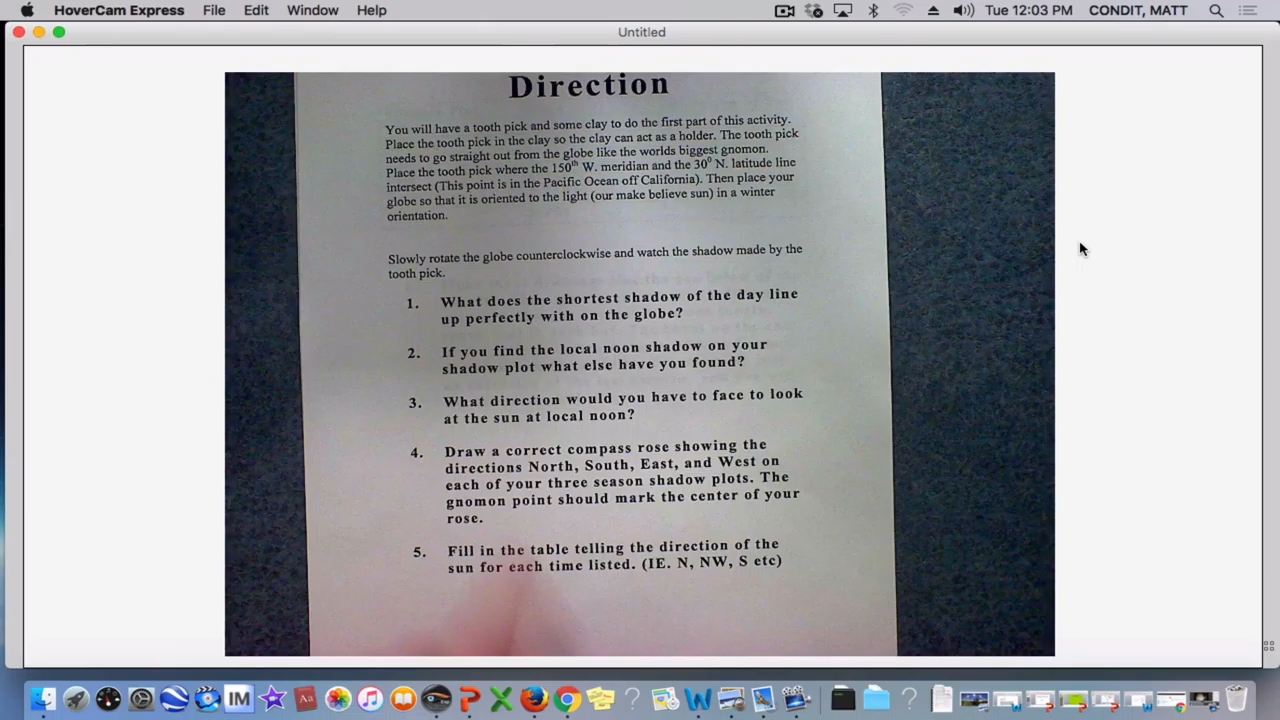 HoverCam Express File Edit Window Help Tue 12:03 PM CONDIT, MATT
Untitled
Direction
You will have a tooth pick and some clay to do the first part of this activity.
Place the tooth pick in the clay so the clay can act as a holder. The tooth pick
needs to go straight out from the globe like the worlds biggest gnomon.
Place the tooth pick where the 150th W. meridian and the 30⁰ N. latitude line
intersect (This point is in the Pacific Ocean off California). Then place your
globe so that it is oriented to the light (our make believe sun) in a winter
orientation.
Slowly rotate the globe counterclockwise and watch the shadow made by the
tooth pick.
1. What does the shortest shadow of the day line
up perfectly with on the globe?
2. If you find the local noon shadow on your
shadow plot what else have you found?
3. What direction would you have to face to look
at the sun at local noon?
4. Draw a correct compass rose showing the
directions North, South, East, and West on
each of your three season shadow plots. The
gnomon point should mark the center of your
rose.
5. Fill in the table telling the direction of the
sun for each time listed. (IE. N, NW, S etc)
IM Aa